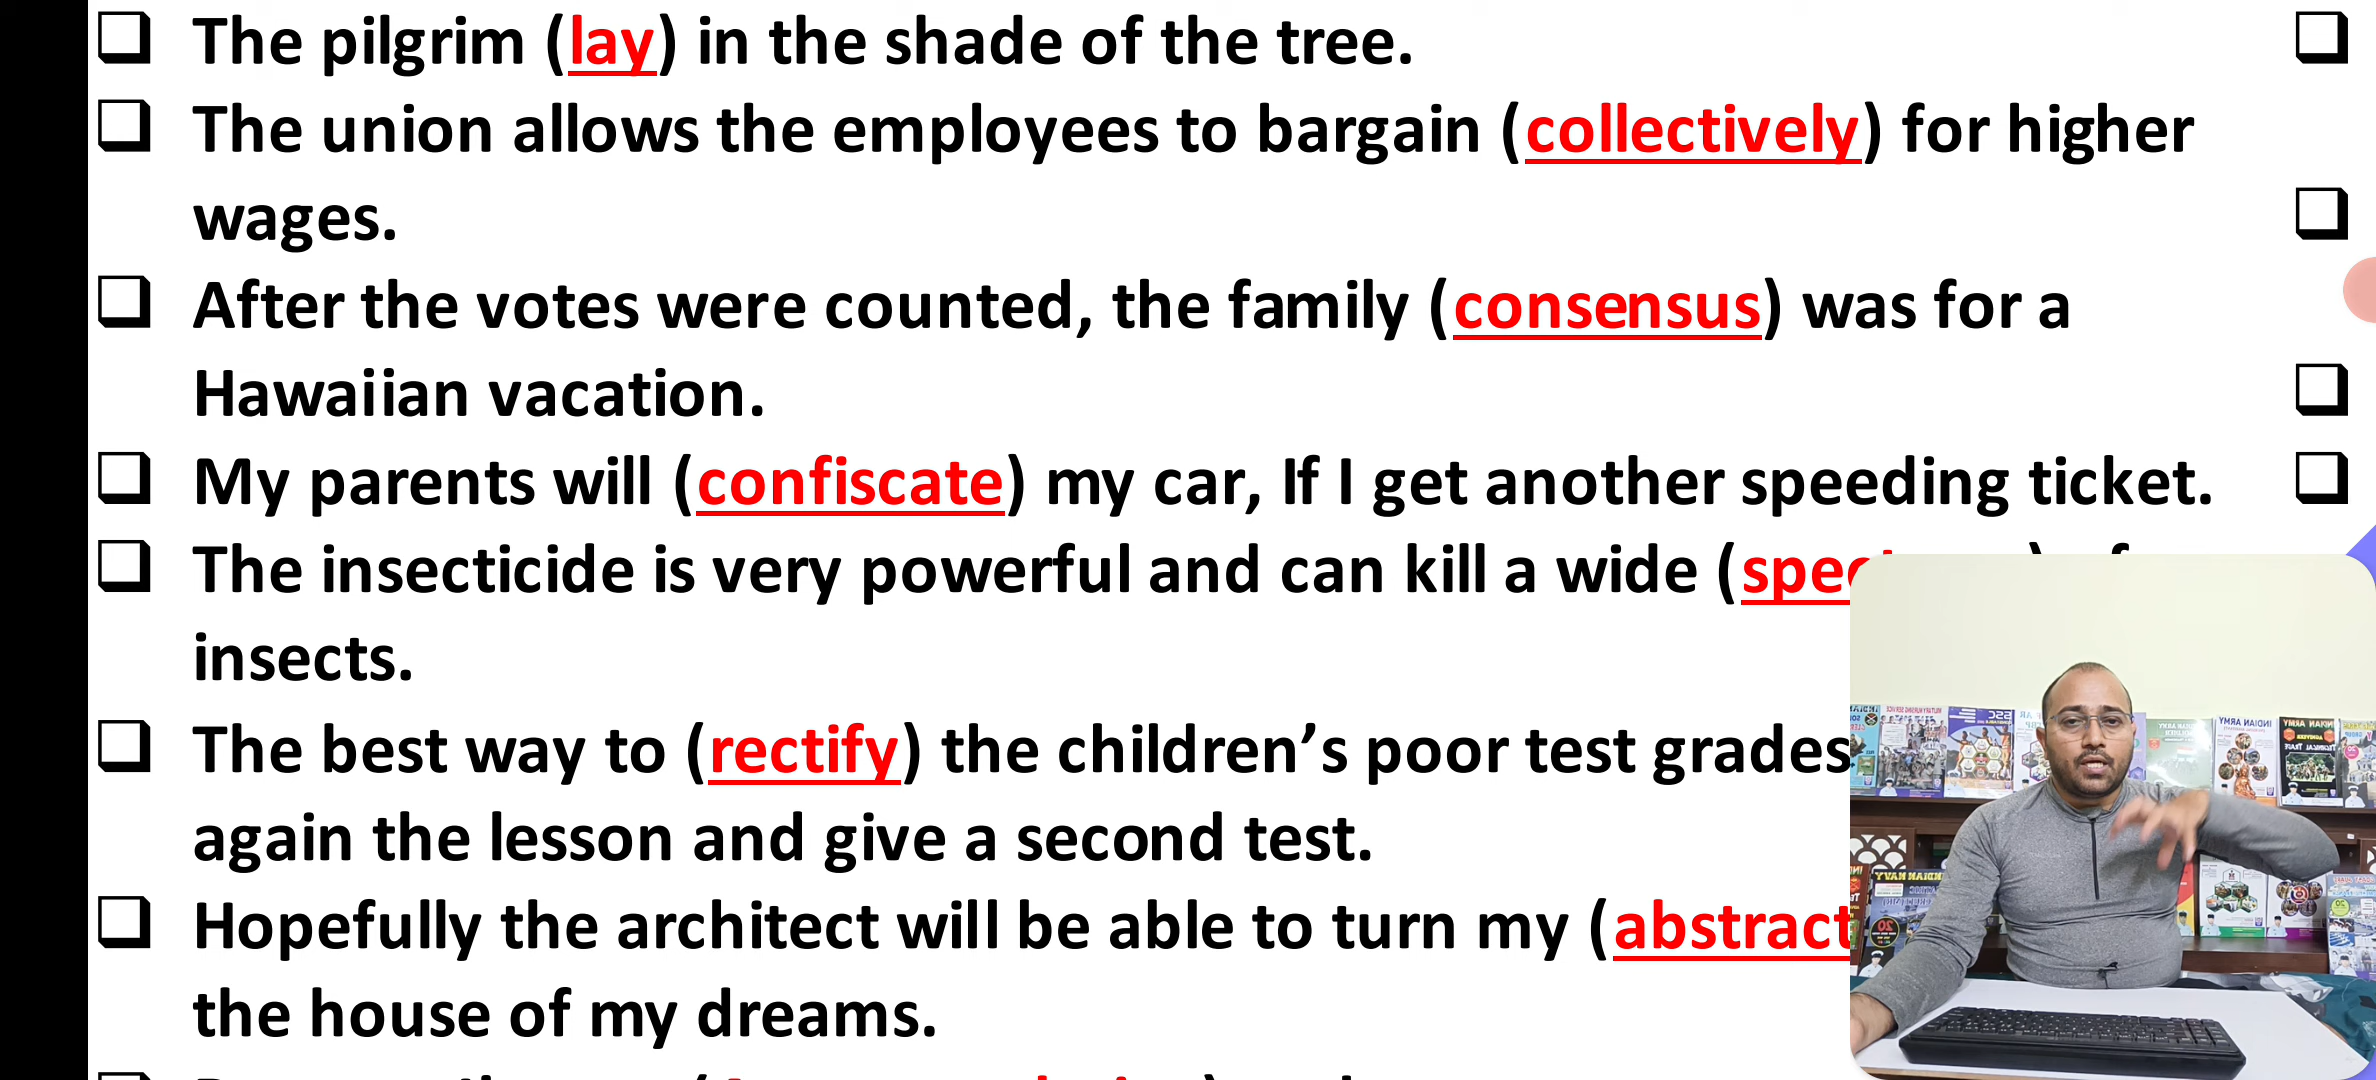 The pilgrim (lay) in the shade of the tree.
The union allows the employees to bargain (collectively) for higher
wages.
After the votes were counted, the family (consensus) was for a
Hawaiian vacation.
My parents will (confiscate) my car, If I get another speeding ticket.
The insecticide is very powerful and can kill a wide
insects.
The best way to (rectify) the children’s poor test grades
again the lesson and give a second test.
Hopefully the architect will be able to turn my (abstract
the house of my dreams.